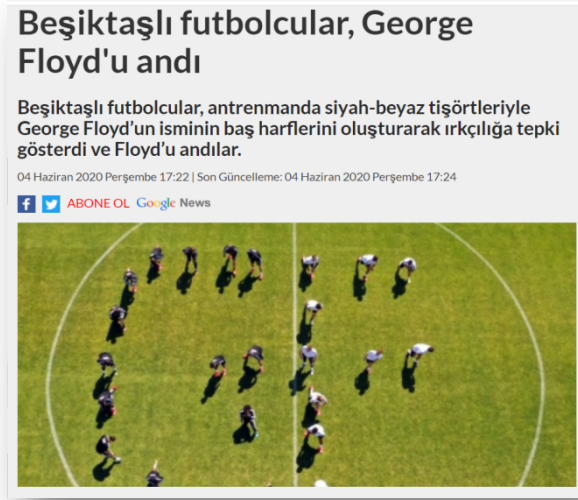 Beşiktaşlı futbolcular, George
Floyd'u andı
Beşiktaşlı futbolcular, antrenmanda siyah-beyaz tişörtleriyle
George Floyd’un isminin baş harflerini oluşturarak ırkçılığa tepki
gösterdi ve Floyd’u andılar.
04 Haziran 2020 Perşembe 17:22 | Son Güncelleme: 04 Haziran 2020 Perşembe 17:24
ABONE OL Google News